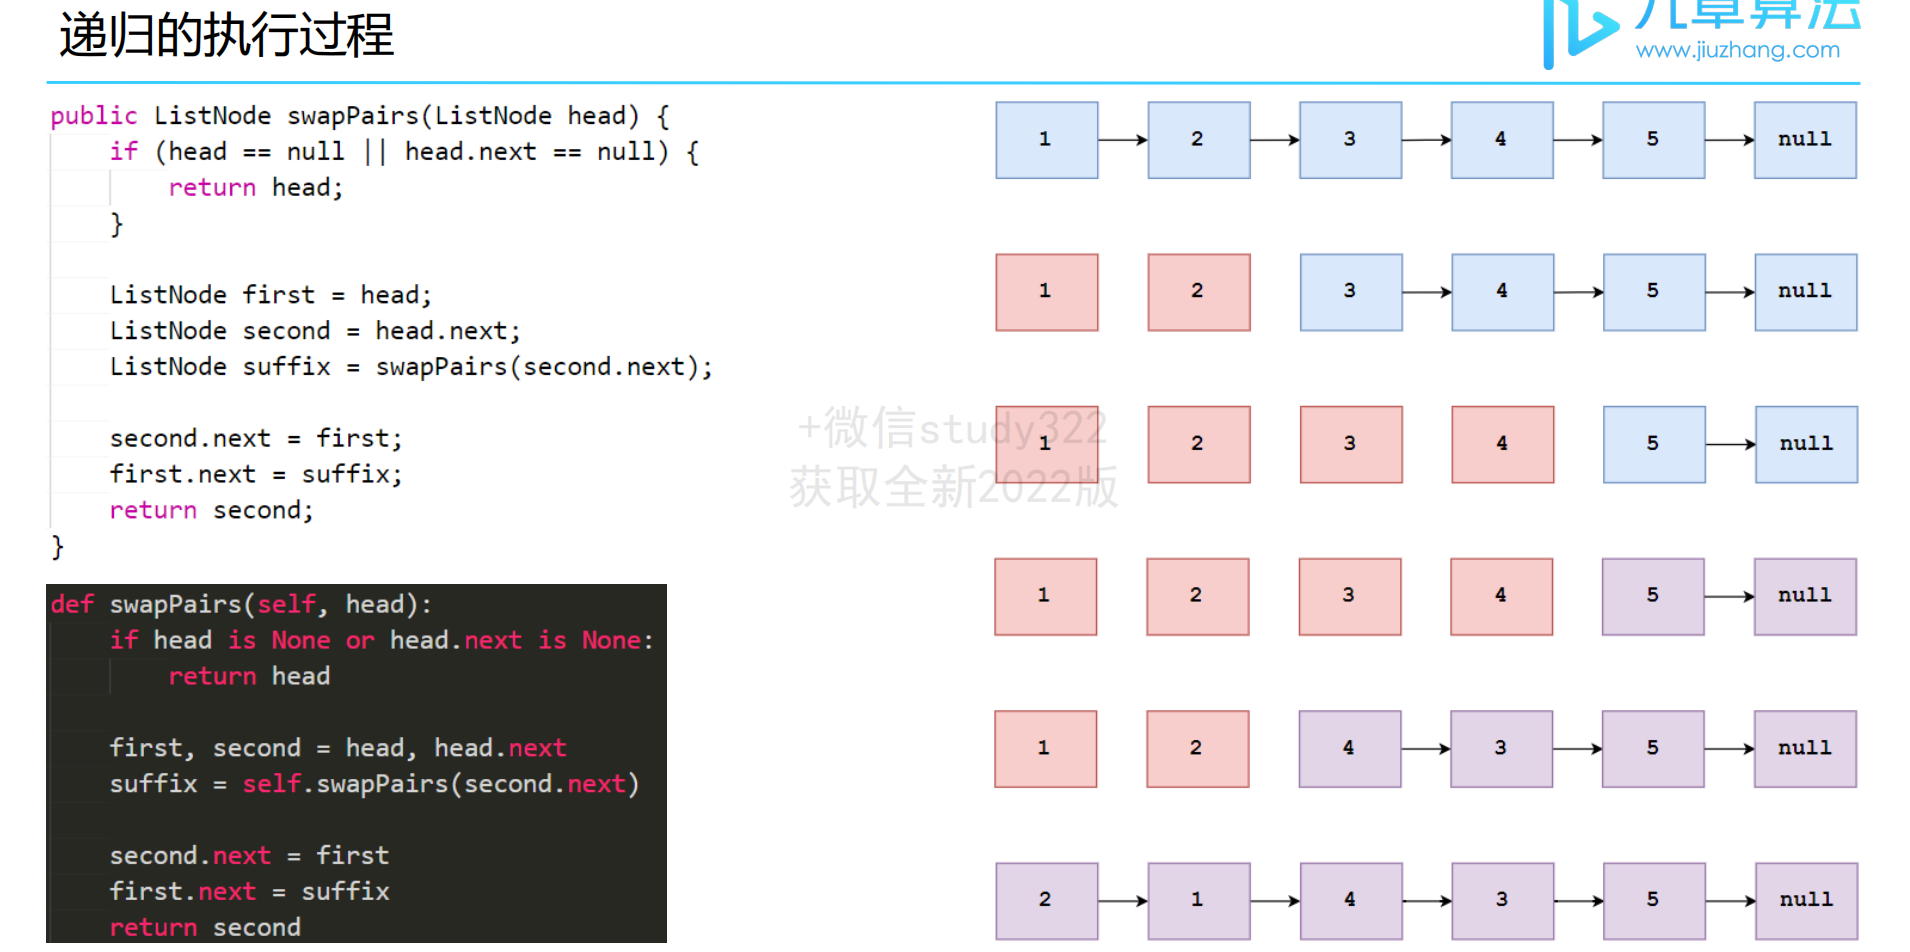 递归的执行过程
九章算法
www.jiuzhang.com
public ListNode swapPairs(ListNode head) {
if (head == null || head.next == null) {
return head;
}
ListNode first = head;
ListNode second = head.next;
ListNode suffix = swapPairs(second.next);
second.next = first;
first.next = suffix;
return second;
}
def swapPairs(self, head):
if head is None or head.next is None:
return head
first, second = head, head.next
suffix = self.swapPairs(second.next)
second.next = first
first.next = suffix
return second
+微信study322
获取全新2022版
1 2 3 4 5 null
1 2 3 4 5 null
1 2 3 4 5 null
1 2 3 4 5 null
1 2 4 3 5 null
2 1 4 3 5 null